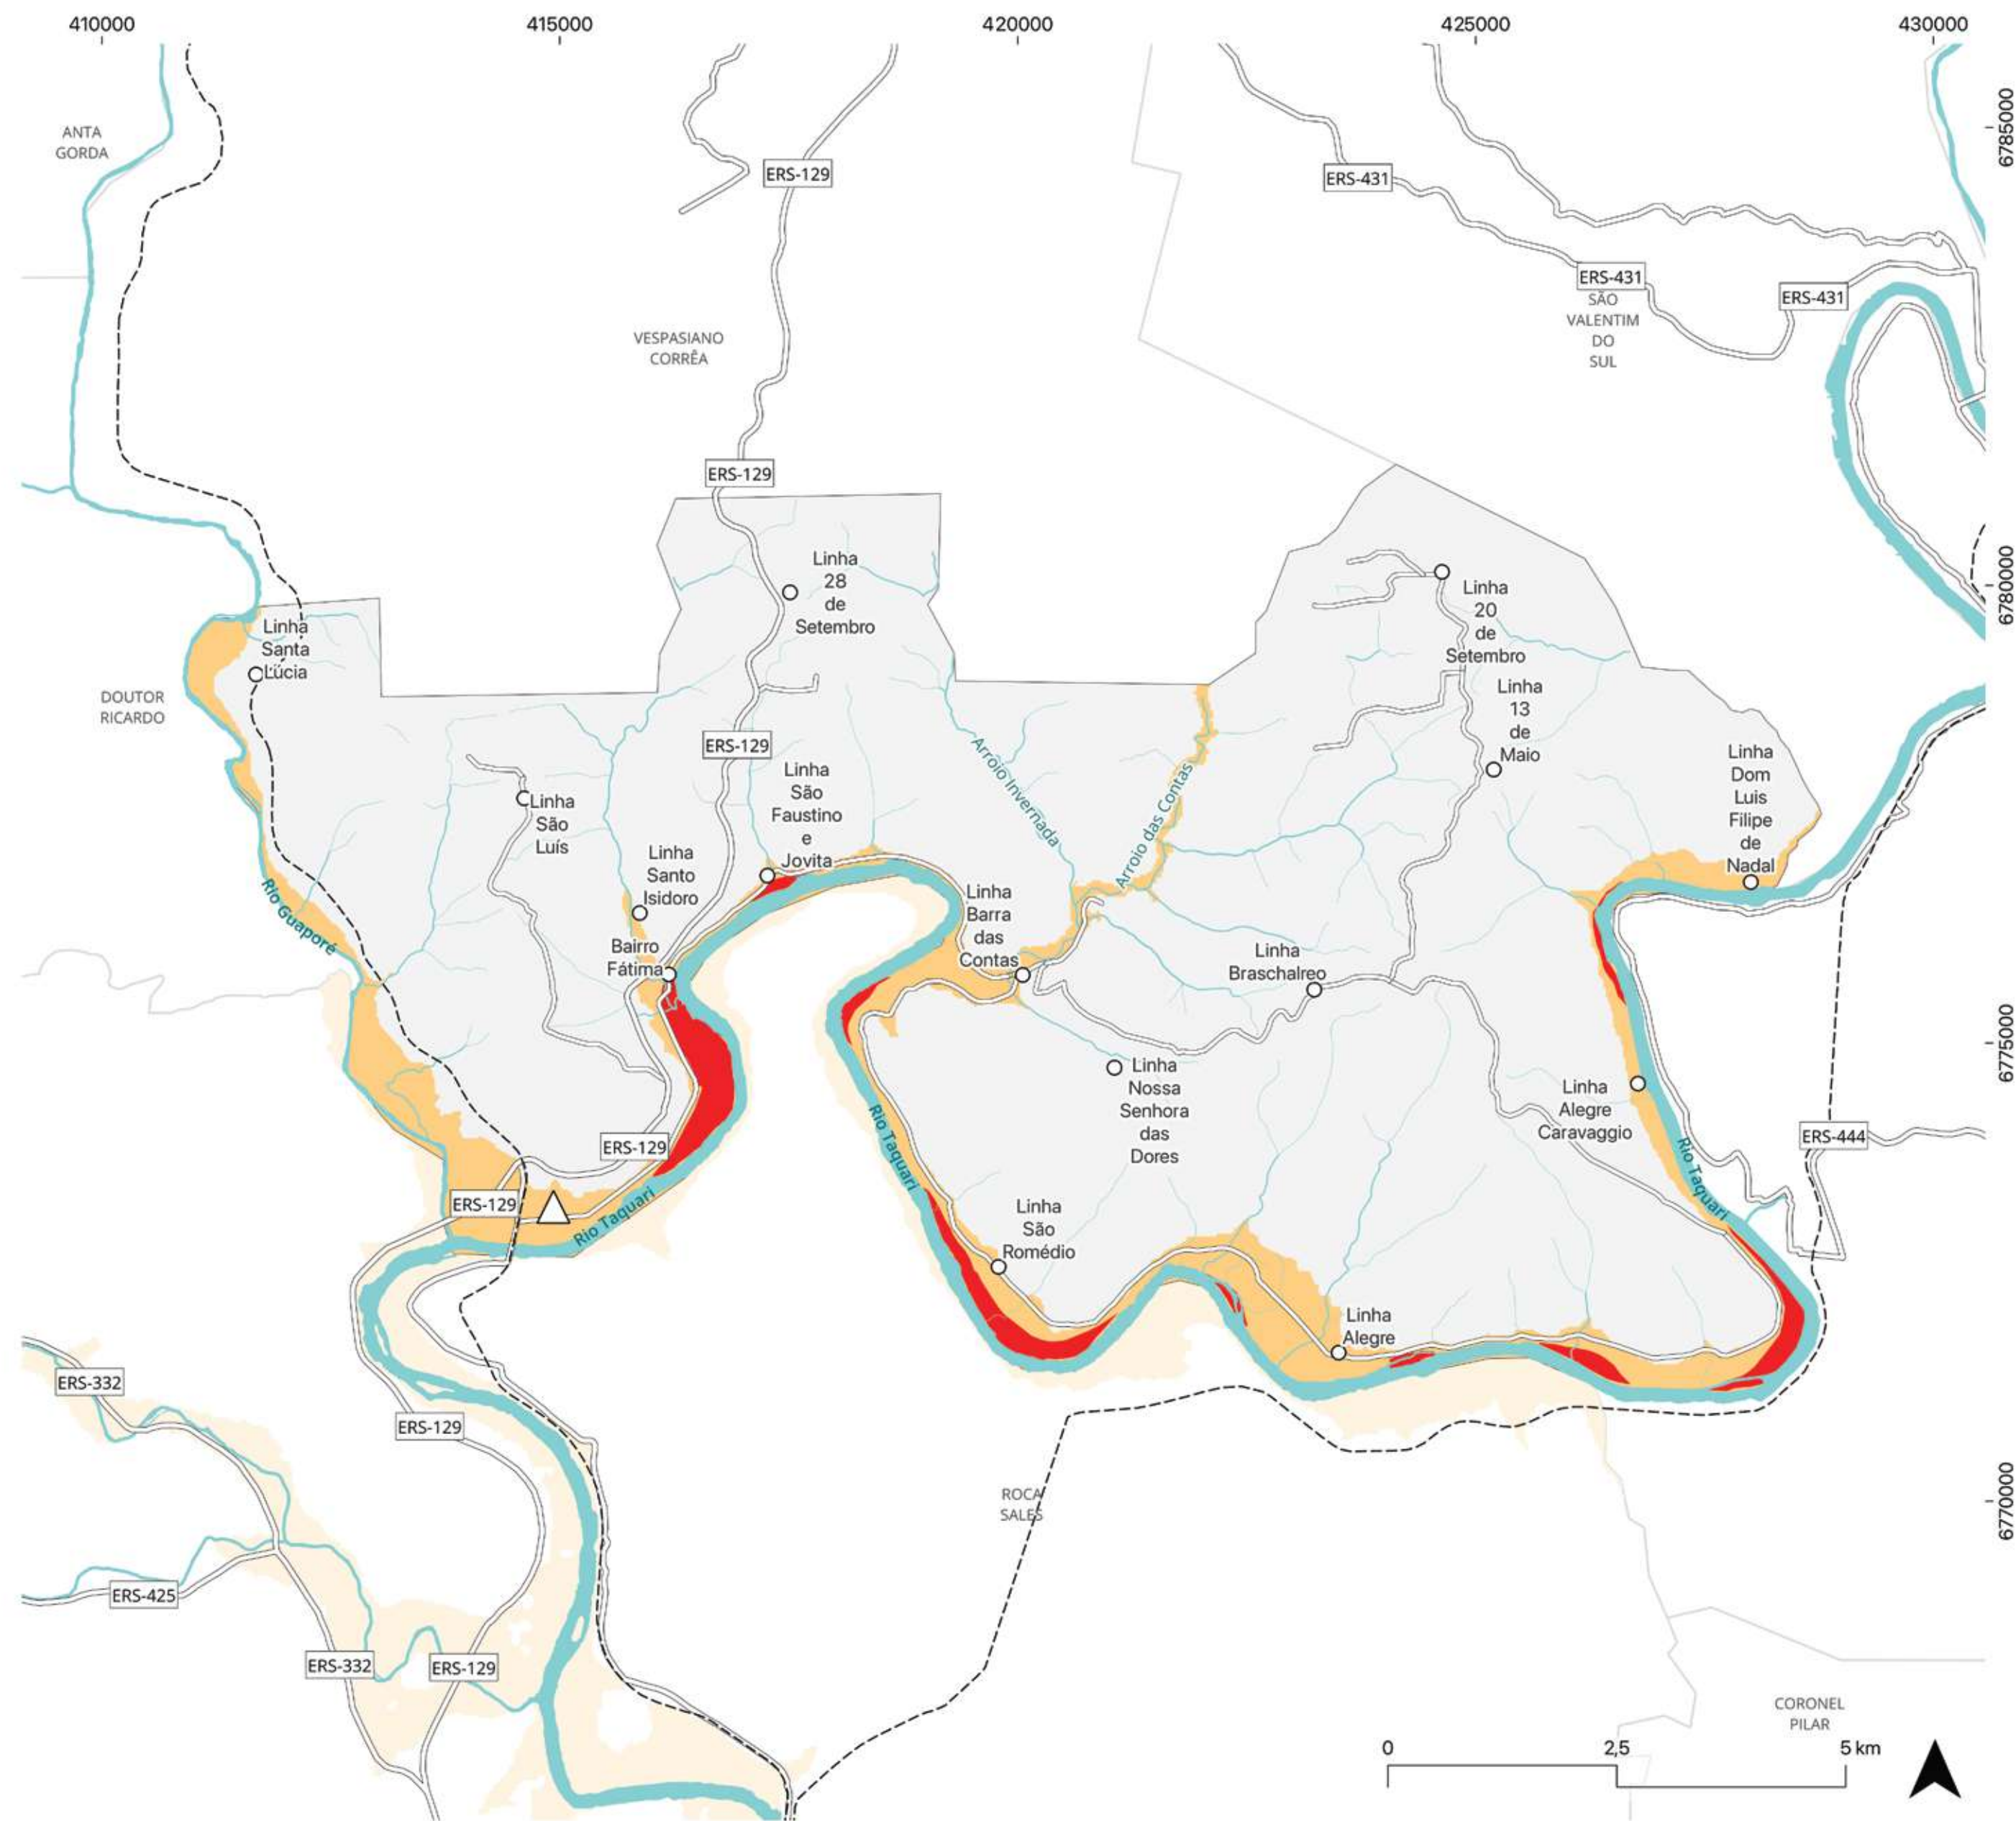 410000
415000
420000
425000
430000
6785000
6780000
6775000
6770000
ANTA
GORDA
ERS-129
ERS-431
ERS-431
SÃO
VALENTIM
DO
SUL
ERS-431
VESPASIANO
CORRÊA
ERS-129
Linha
28
de
Setembro
Linha
20
de
Setembro
Linha
Santa
Lúcia
DOUTOR
RICARDO
Linha
13
de
Maio
ERS-129
Arroio Invernada
Arroio das Contas
Linha
Dom
Luis
Filipe
de
Nadal
Linha
São
Faustino
e
Jovita
Linha
São
Luís
Linha
Santo
Isidoro
Rio Guaporé
Linha
Barra
das
Contas
Bairro
Fátima
Linha
Braschalreo
Linha
Nossa
Senhora
das
Dores
Linha
Alegre
Caravaggio
Rio Taquari
ERS-129
ERS-444
Rio Taquari
ERS-129
Rio Taquari
Linha
São
Romédio
Linha
Alegre
ERS-332
ERS-129
ROCA
SALES
ERS-425
ERS-332
ERS-129
CORONEL
PILAR
0
2,5
5 km